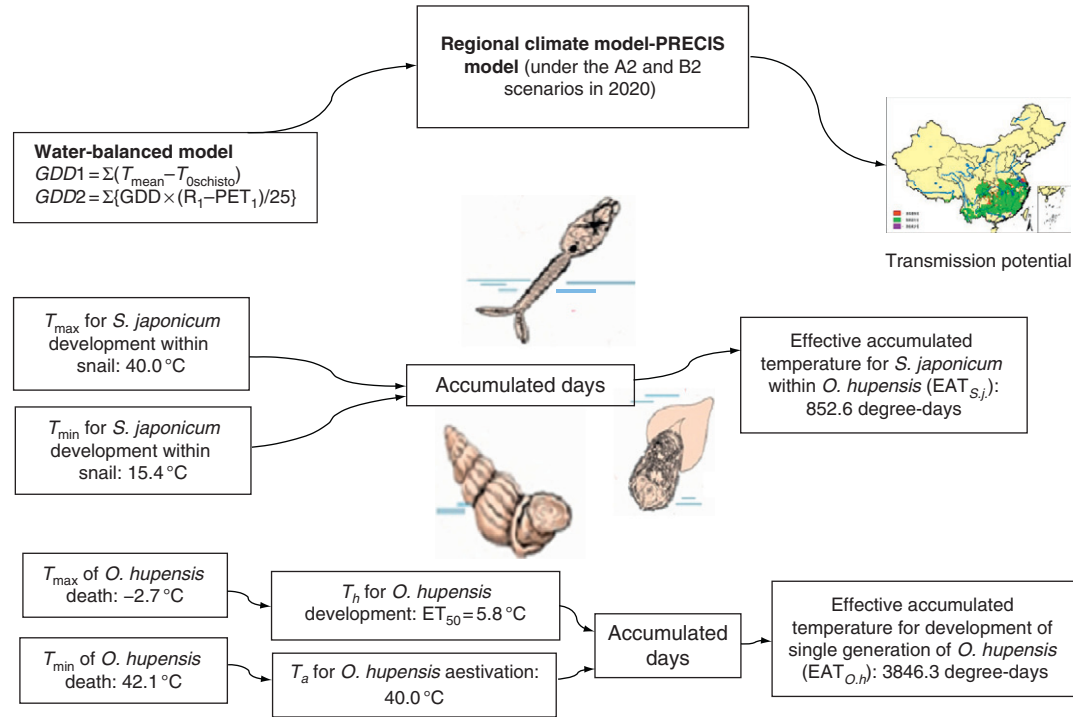 Regional climate model-PRECIS
model (under the A2 and B2
scenarios in 2020)
Water-balanced model
GDD1 = Σ(Tmean–T0schisto)
GDD2 = Σ{GDD × (R1–PET1)/25}
Transmission potential
Tmax for S. japonicum
development within
snail: 40.0 °C
Tmin for S. japonicum
development within
snail: 15.4 °C
Accumulated days
Effective accumulated
temperature for S. japonicum
within O. hupensis (EATS.j.):
852.6 degree-days
Tmax of O. hupensis
death: –2.7 °C
Tmin of O. hupensis
death: 42.1 °C
Th for O. hupensis
development: ET50 = 5.8 °C
Ta for O. hupensis aestivation:
40.0 °C
Accumulated
days
Effective accumulated
temperature for development of
single generation of O. hupensis
(EATO.h): 3846.3 degree-days